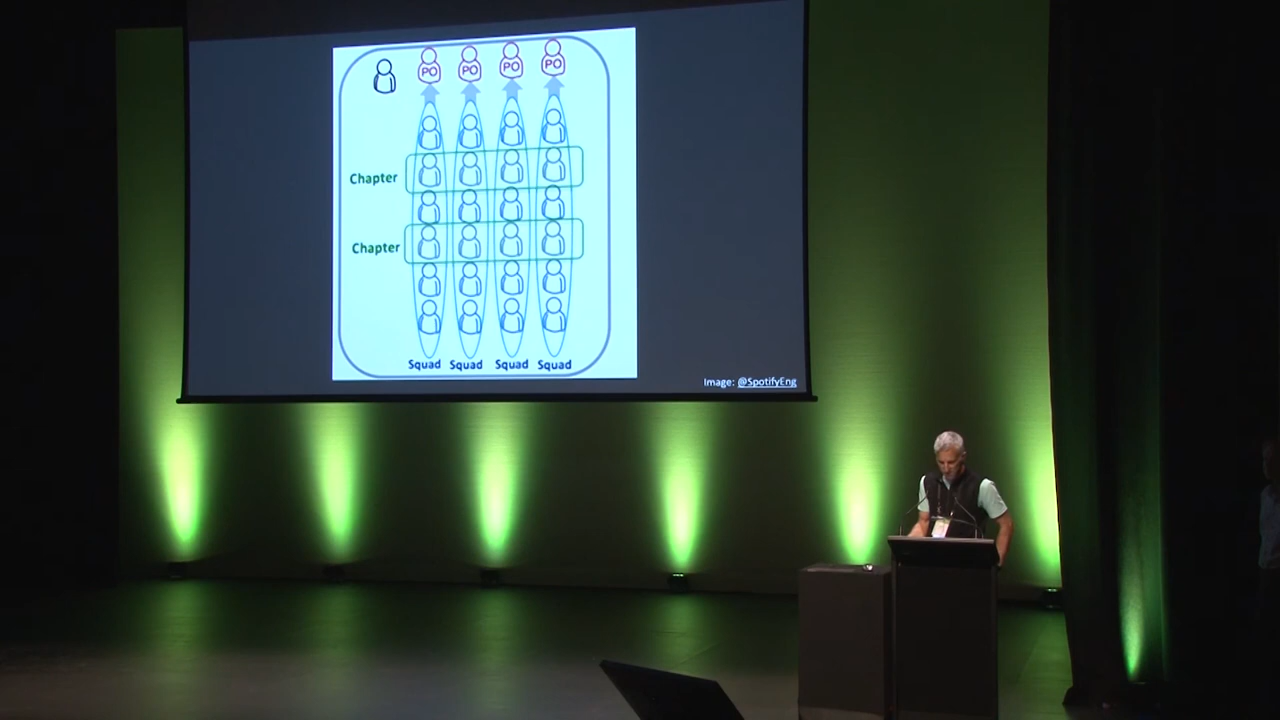 PO PO PO PO
Chapter
Chapter
Squad Squad Squad Squad
Image: @SpotifyEng